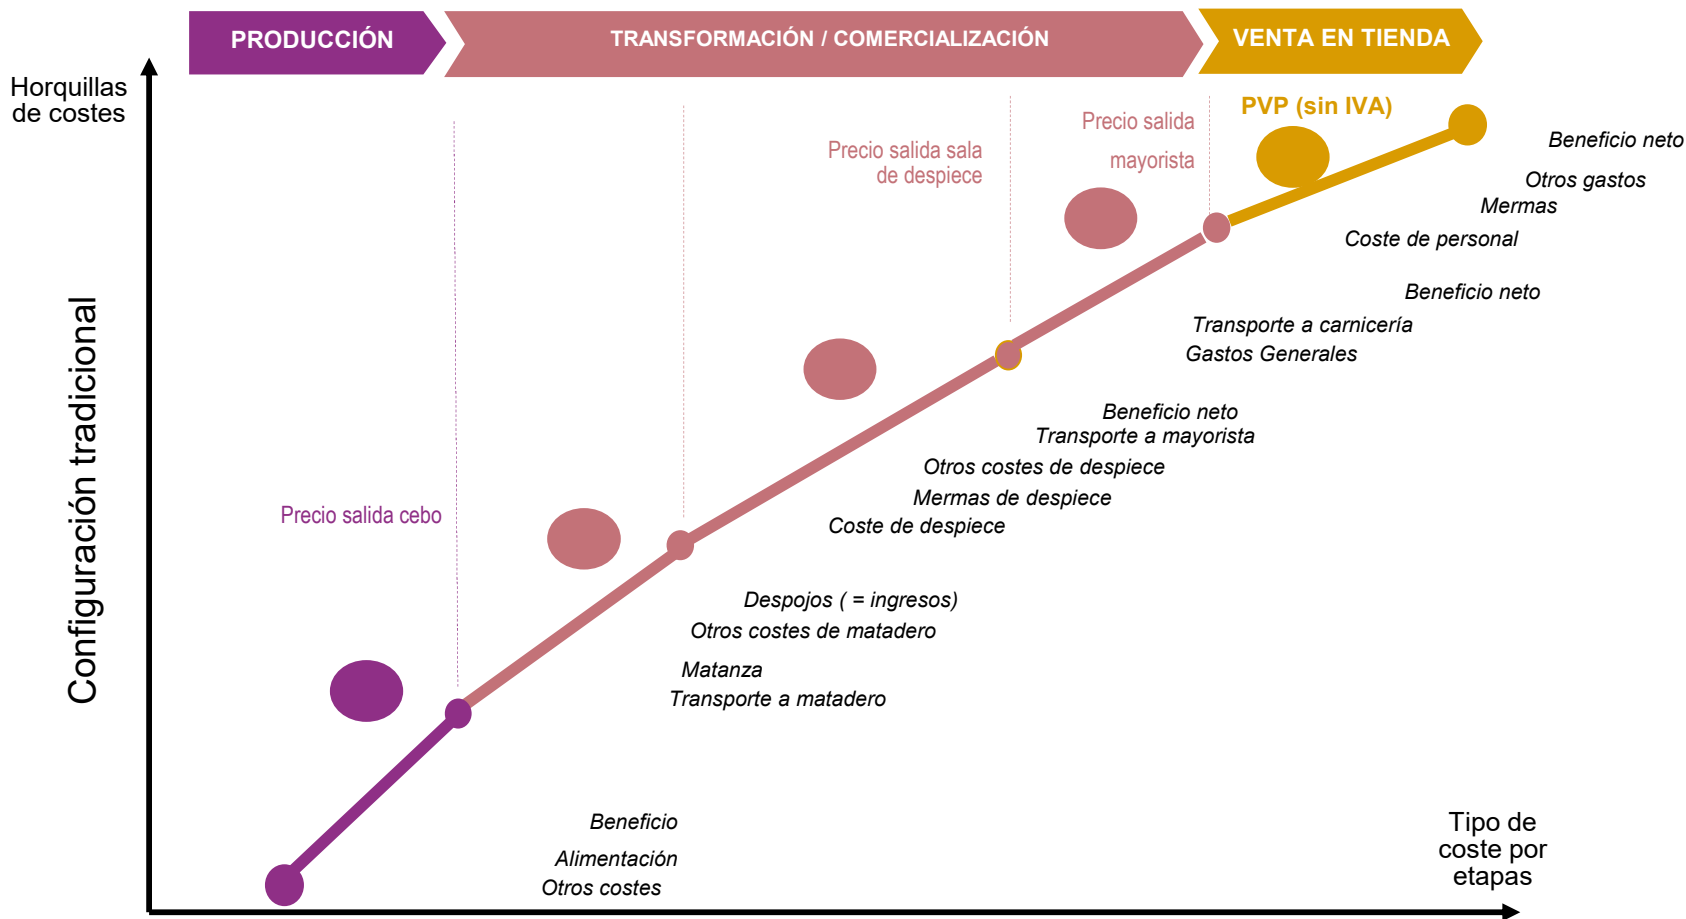 PRODUCCIÓN
TRANSFORMACIÓN / COMERCIALIZACIÓN
VENTA EN TIENDA
Horquillas
de costes
Configuración tradicional
PVP (sin IVA)
Precio salida
mayorista
Precio salida sala
de despiece
Precio salida cebo
Beneficio neto
Otros gastos
Mermas
Coste de personal
Beneficio neto
Transporte a carnicería
Gastos Generales
Beneficio neto
Transporte a mayorista
Otros costes de despiece
Mermas de despiece
Coste de despiece
Despojos ( = ingresos)
Otros costes de matadero
Matanza
Transporte a matadero
Beneficio
Alimentación
Otros costes
Tipo de
coste por
etapas